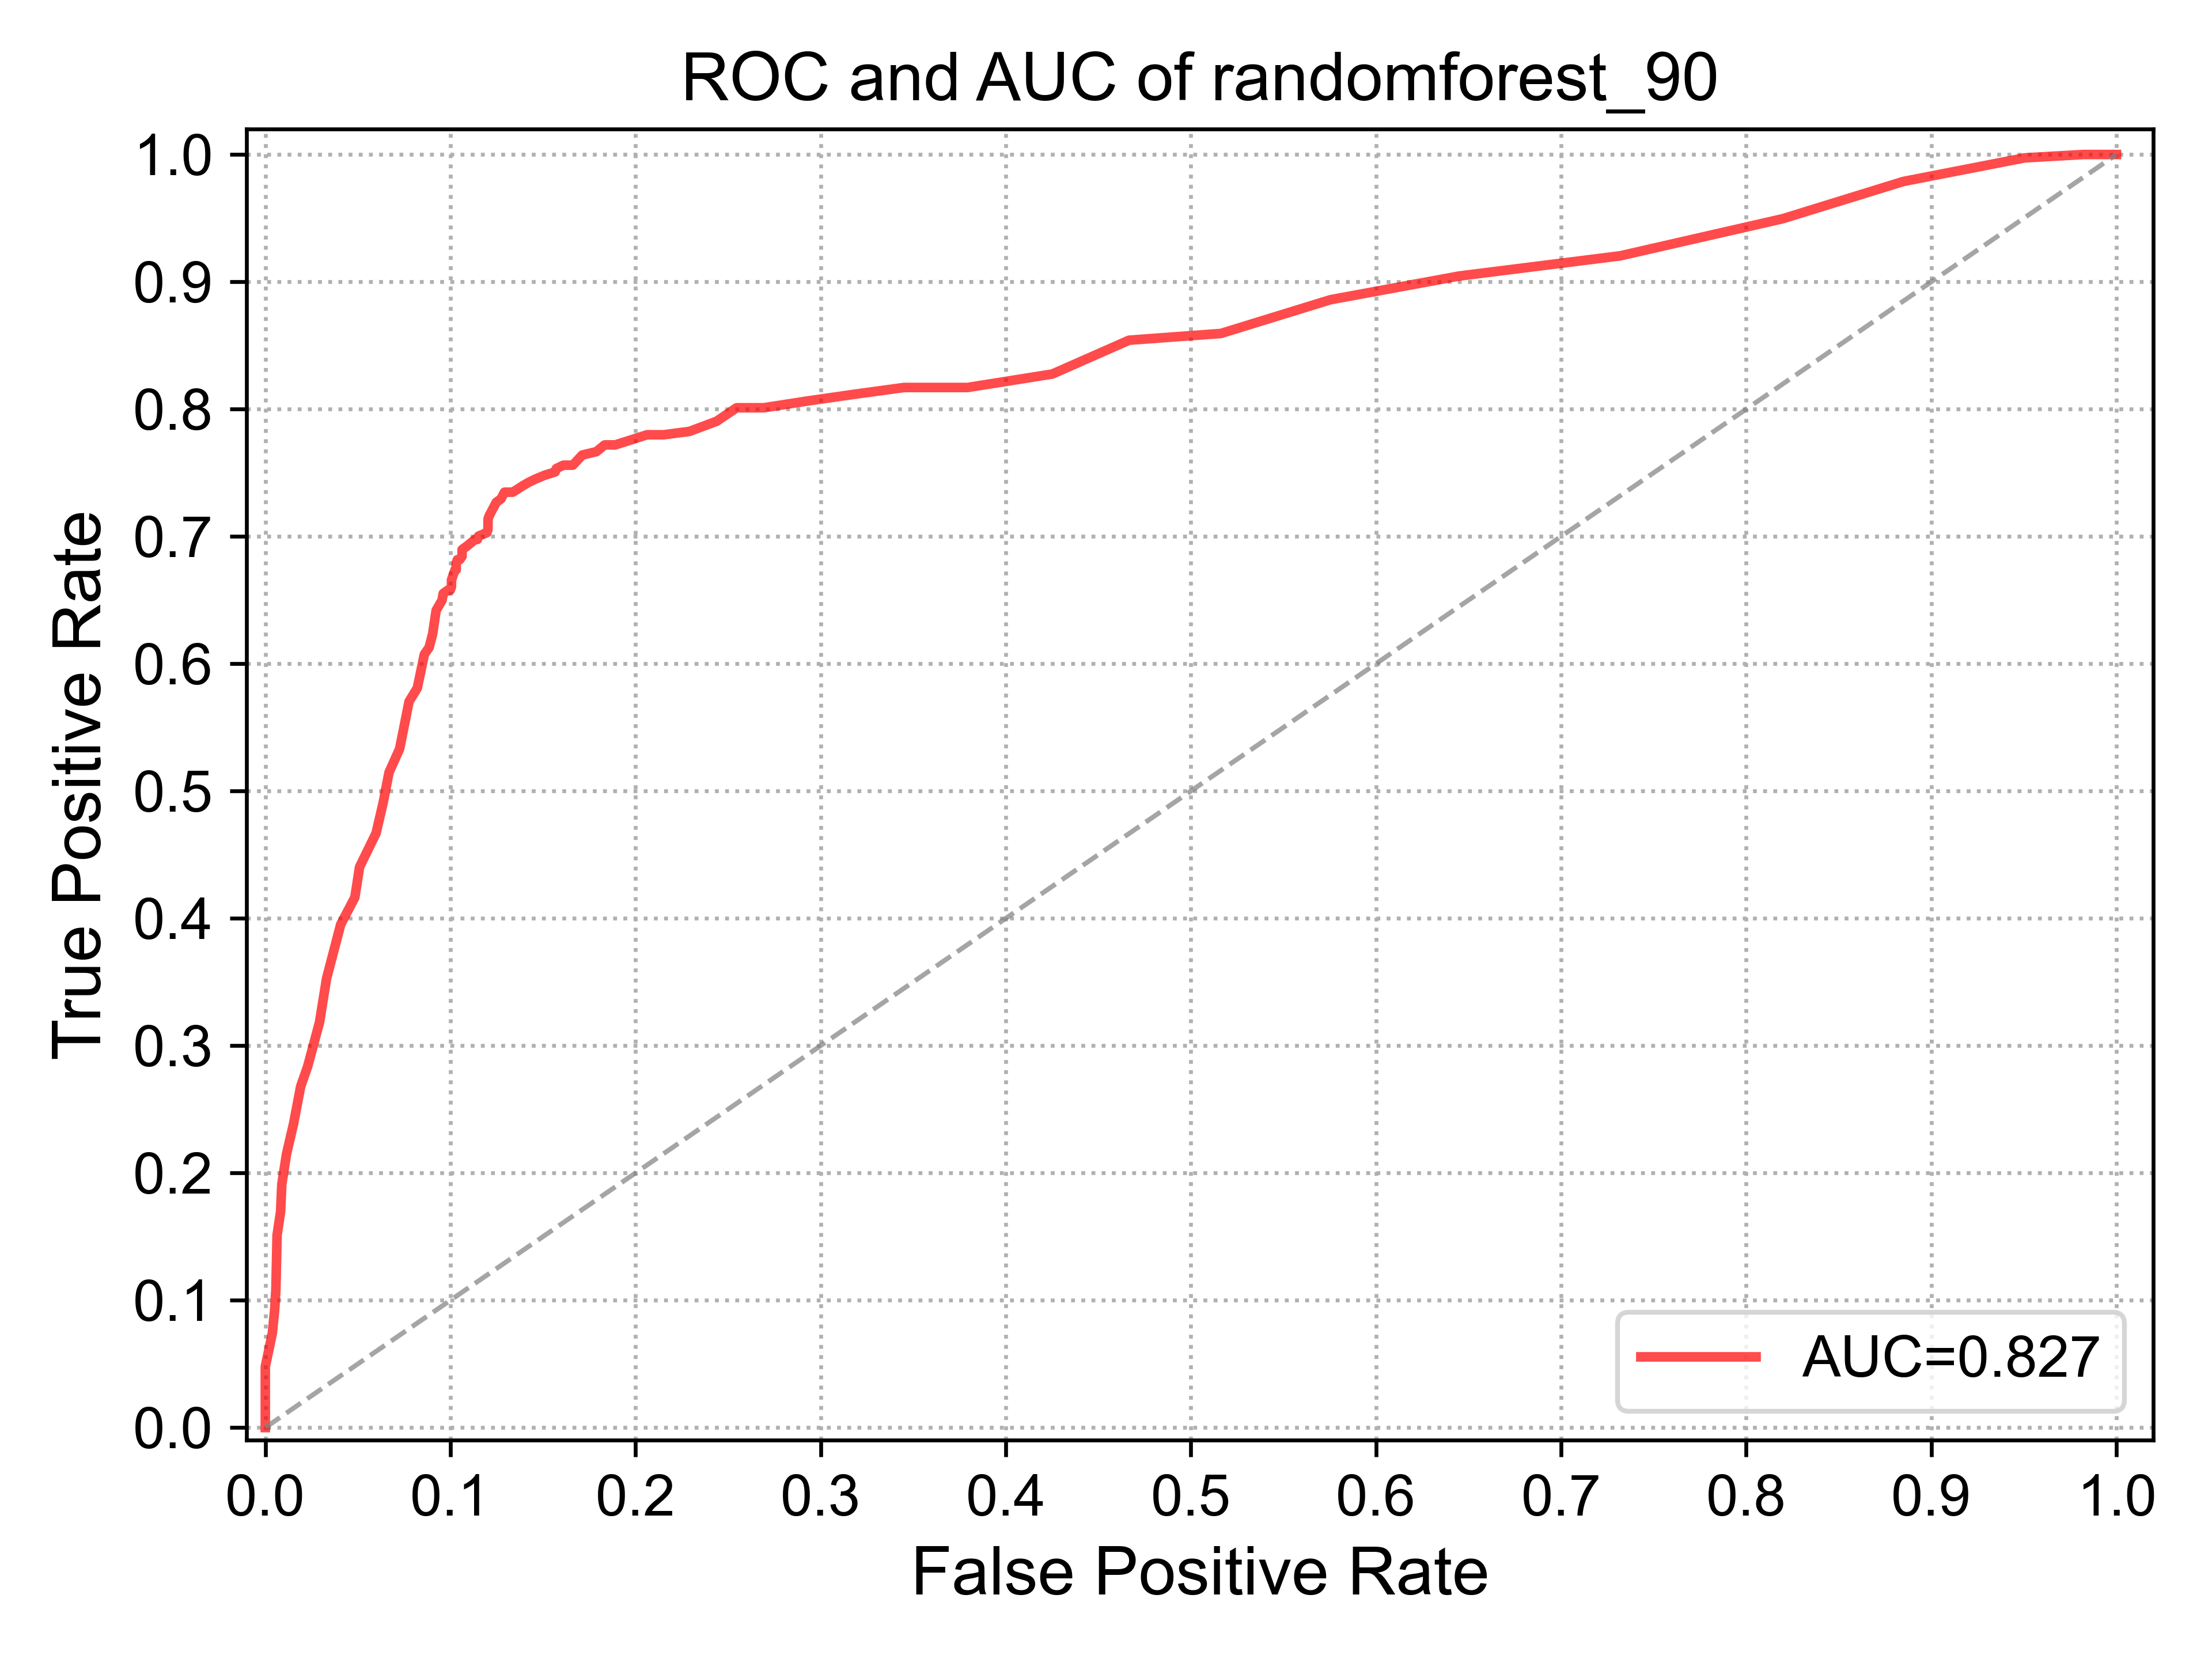 ROC and AUC of randomforest_90
True Positive Rate
1.0
0.9
0.8
0.7
0.6
0.5
0.4
0.3
0.2
0.1
0.0
AUC=0.827
0.0 0.1 0.2 0.3 0.4 0.5 0.6 0.7 0.8 0.9 1.0
False Positive Rate